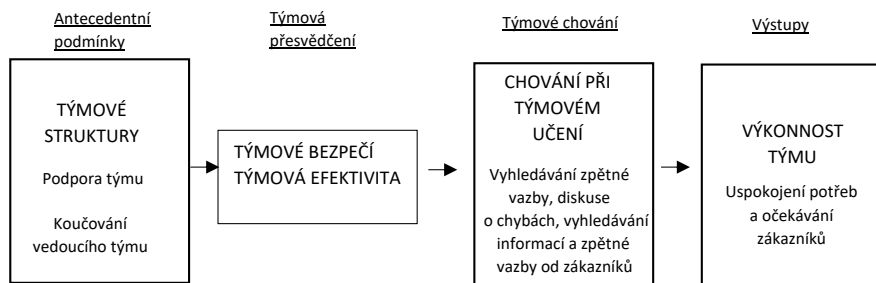 Antecedentní
podmínky
Týmová
přesvědčení
Týmové chování
Výstupy
TÝMOVÉ
STRUKTURY
Podpora týmu
Koučování
vedoucího týmu
TÝMOVÉ BEZPEČÍ
TÝMOVÁ EFEKTIVITA
CHOVÁNÍ PŘI
TÝMOVÉM
UČENÍ
Vyhledávání zpětné
vazby, diskuse
o chybách, vyhledávání
informací a zpětné
vazby od zákazníků
VÝKONNOST
TÝMU
Uspokojení potřeb
a očekávání
zákazníků